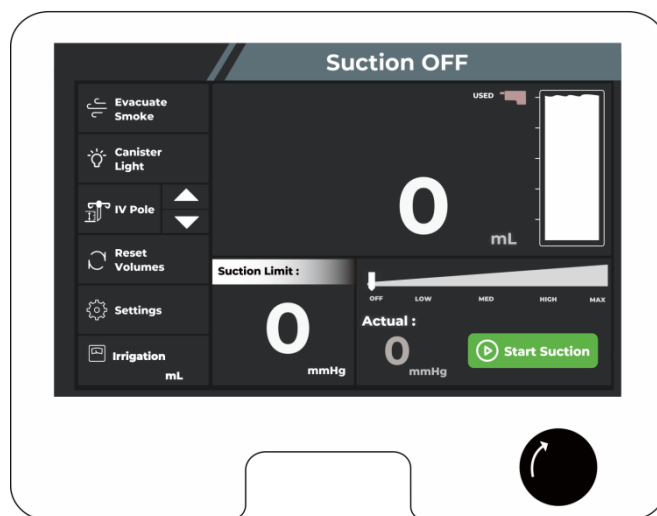 Suction OFF
Evacuate
Smoke
Canister
Light
IV Pole
Reset
Volumes
Settings
Irrigation
mL
USED
0
mL
Suction Limit :
0
mmHg
OFF LOW MED HIGH MAX
Actual :
0
mmHg
Start Suction